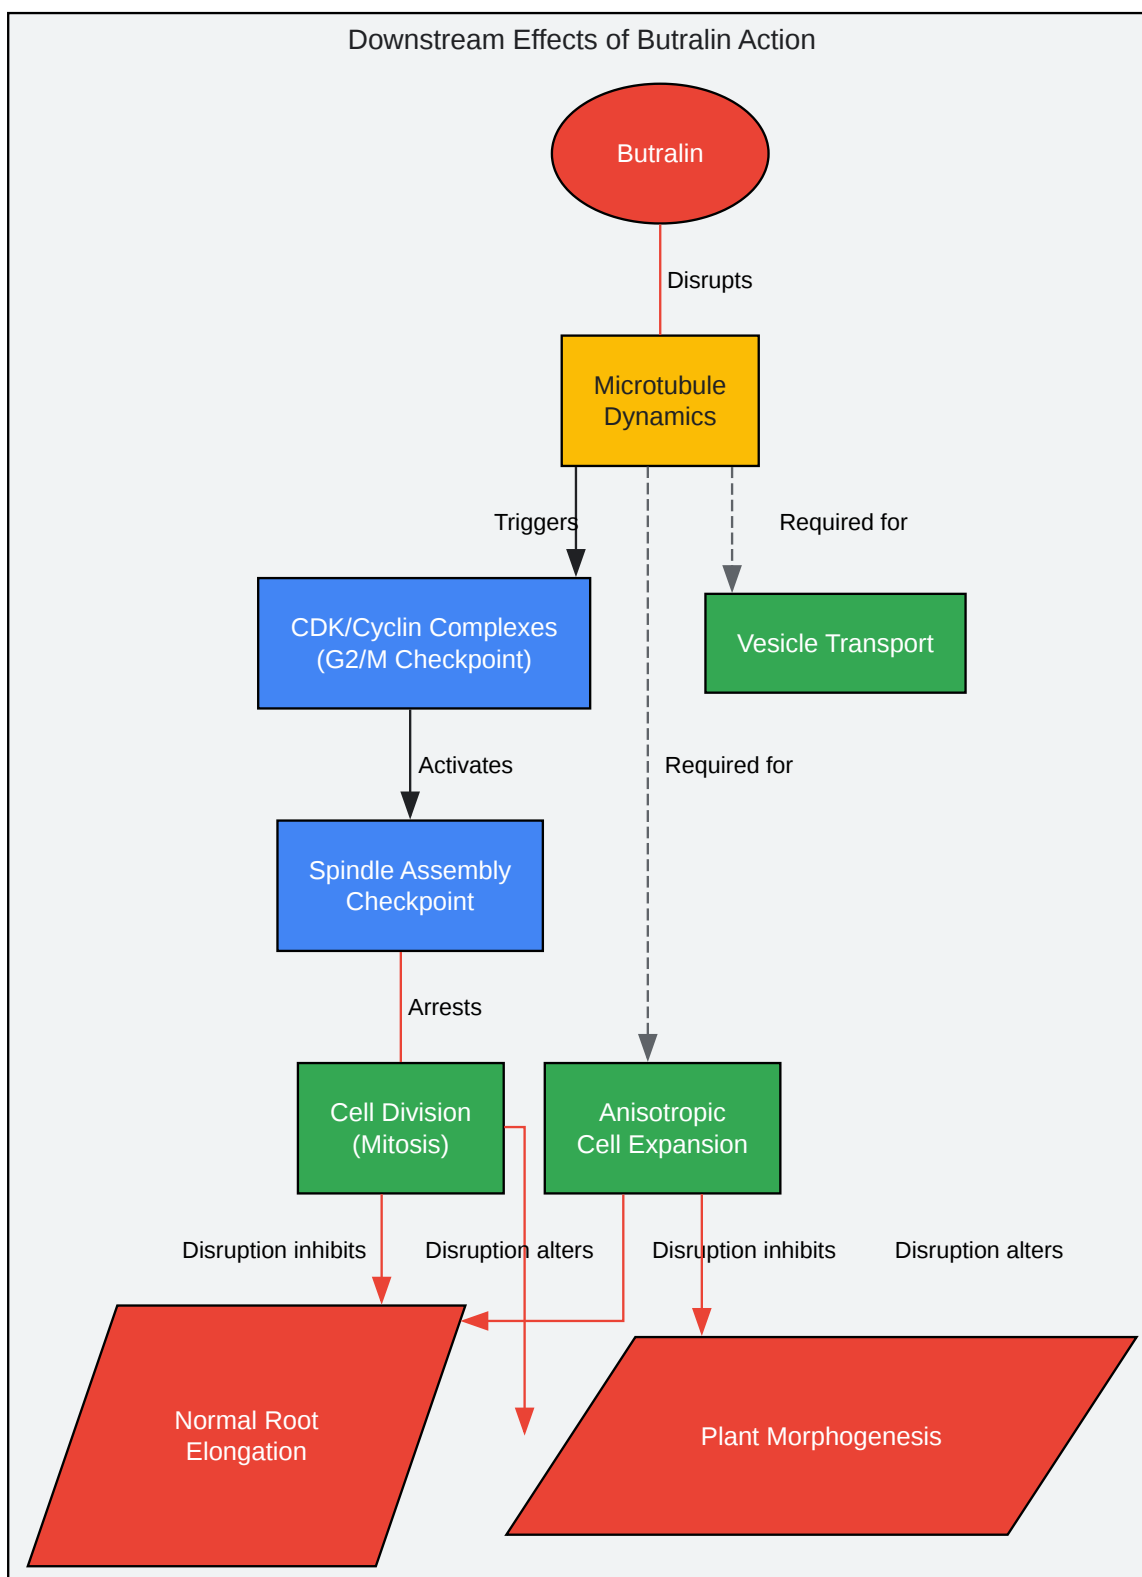 Downstream Effects of Butralin Action
Butralin
Disrupts
Microtubule
Dynamics
Triggers
Required for
CDK/Cyclin Complexes
(G2/M Checkpoint)
Vesicle Transport
Activates
Required for
Spindle Assembly
Checkpoint
Arrests
Cell Division
(Mitosis)
Anisotropic
Cell Expansion
Disruption inhibits
Disruption alters
Disruption inhibits
Disruption alters
Normal Root
Elongation
Plant Morphogenesis